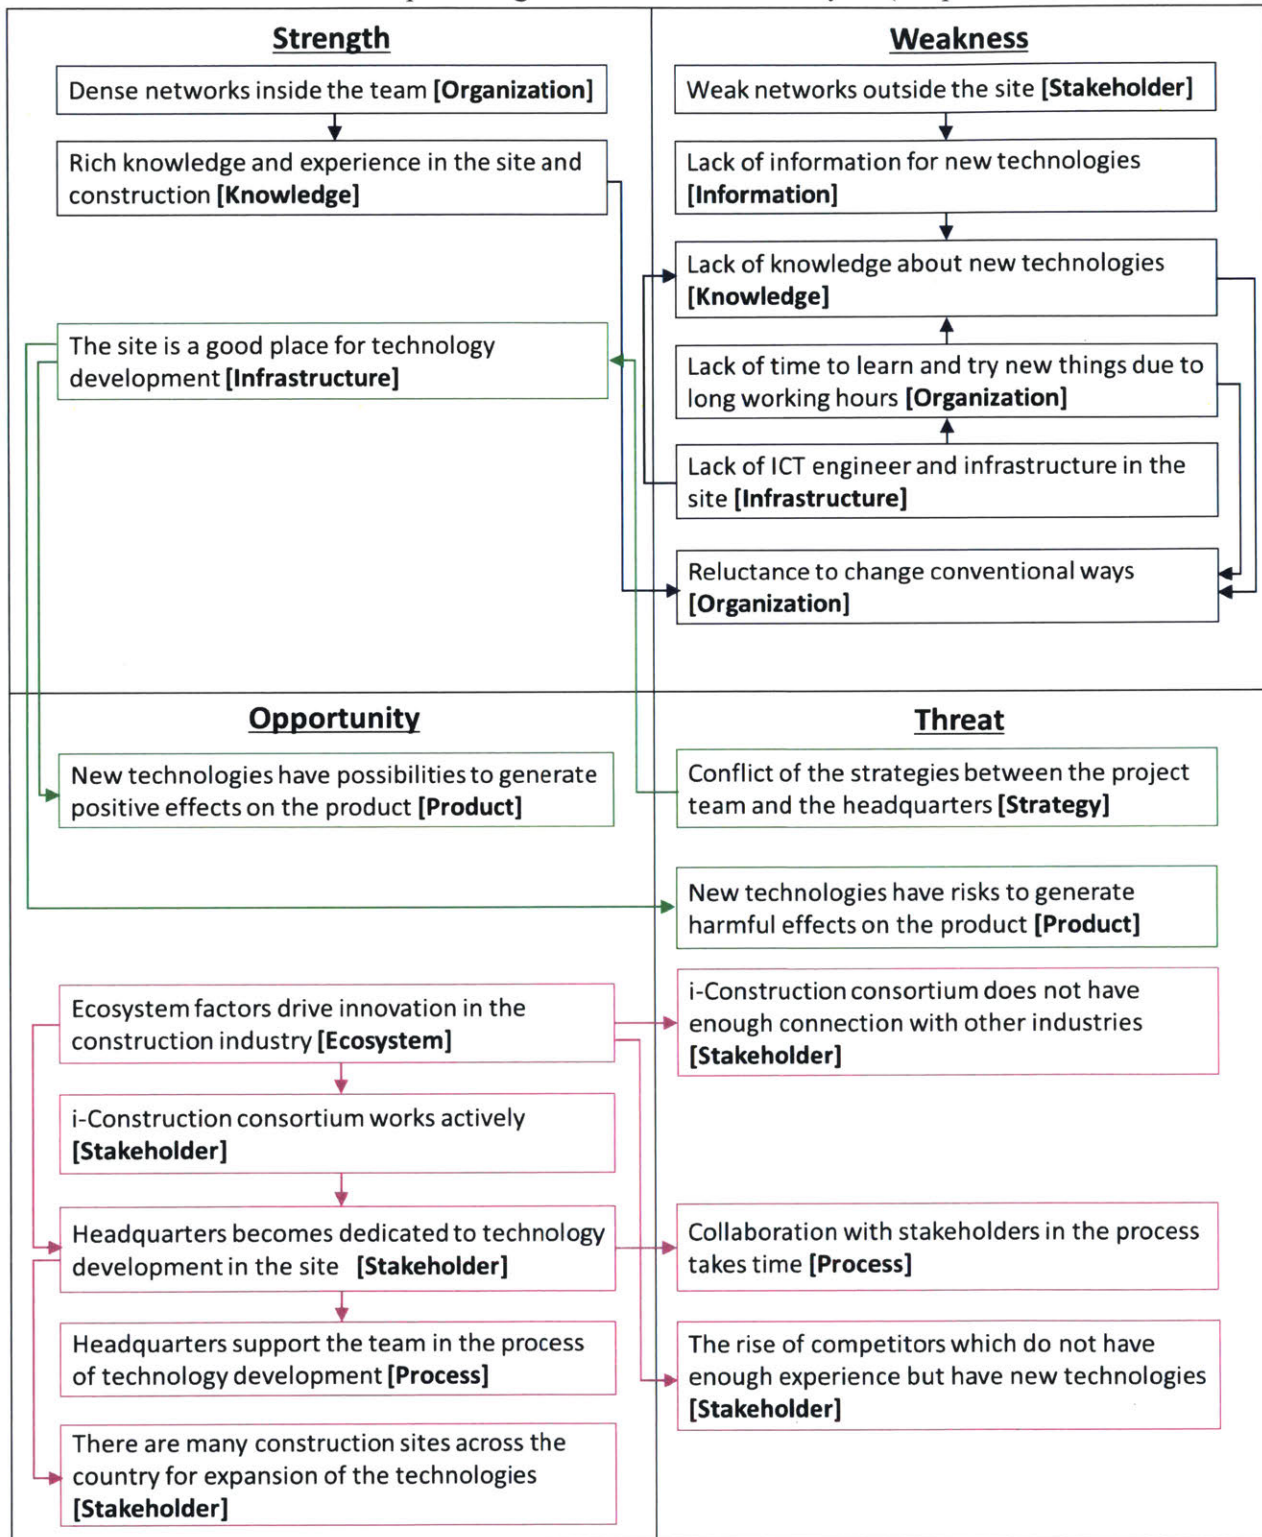 Strength
Dense networks inside the team [Organization]
Rich knowledge and experience in the site and
construction [Knowledge]
The site is a good place for technology
development [Infrastructure]
Weakness
Weak networks outside the site [Stakeholder]
Lack of information for new technologies
[Information]
Lack of knowledge about new technologies
[Knowledge]
Lack of time to learn and try new things due to
long working hours [Organization]
Lack of ICT engineer and infrastructure in the
site [Infrastructure]
Reluctance to change conventional ways
[Organization]
Opportunity
New technologies have possibilities to generate
positive effects on the product [Product]
Ecosystem factors drive innovation in the
construction industry [Ecosystem]
i-Construction consortium works actively
[Stakeholder]
Headquarters becomes dedicated to technology
development in the site [Stakeholder]
Headquarters support the team in the process
of technology development [Process]
There are many construction sites across the
country for expansion of the technologies
[Stakeholder]
Threat
Conflict of the strategies between the project
team and the headquarters [Strategy]
New technologies have risks to generate
harmful effects on the product [Product]
i-Construction consortium does not have
enough connection with other industries
[Stakeholder]
Collaboration with stakeholders in the process
takes time [Process]
The rise of competitors which do not have
enough experience but have new technologies
[Stakeholder]